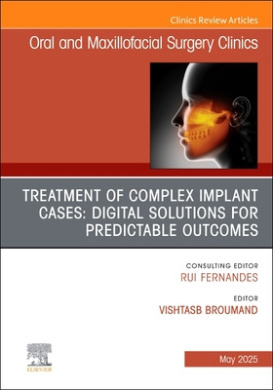 Clinics Review Articles
Oral and Maxillofacial Surgery Clinics
TREATMENT OF COMPLEX IMPLANT
CASES: DIGITAL SOLUTIONS FOR
PREDICTABLE OUTCOMES
CONSULTING EDITOR
RUI FERNANDES
EDITOR
VISHTASB BROUMAND
ELSEVIER
May 2025